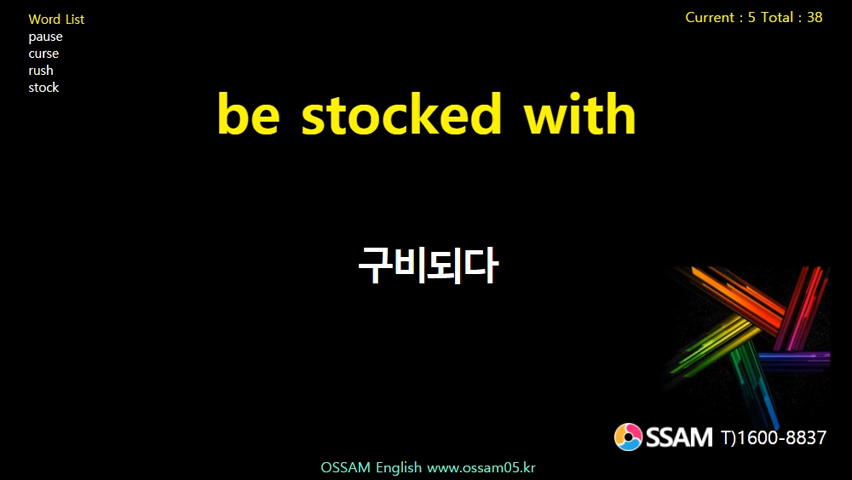 Word List
pause
curse
rush
stock
Current : 5 Total : 38
be stocked with
구비되다
OSSAM T)1600-8837
OSSAM English www.ossam05.kr